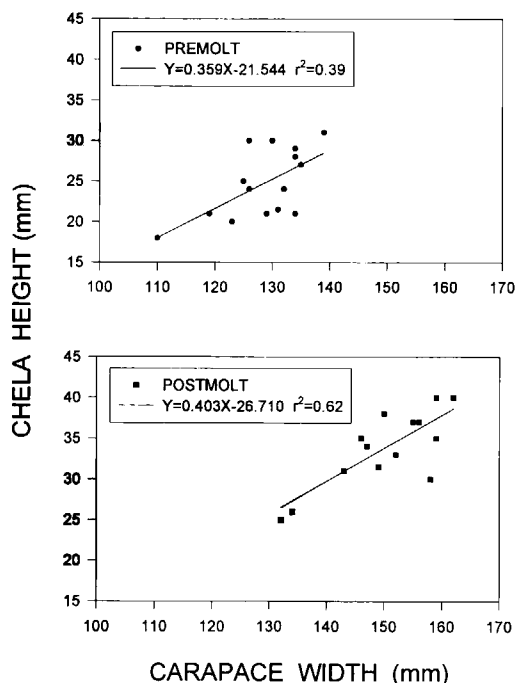 45
40
35
30
25
20
15
PREMOLT
Y=0.359X-21.544 r²=0.39
100 110 120 130 140 150 160 170
CHELA HEIGHT (mm)
45
40
35
30
25
20
15
POSTMOLT
Y=0.403X-26.710 r²=0.62
100 110 120 130 140 150 160 170
CARAPACE WIDTH (mm)